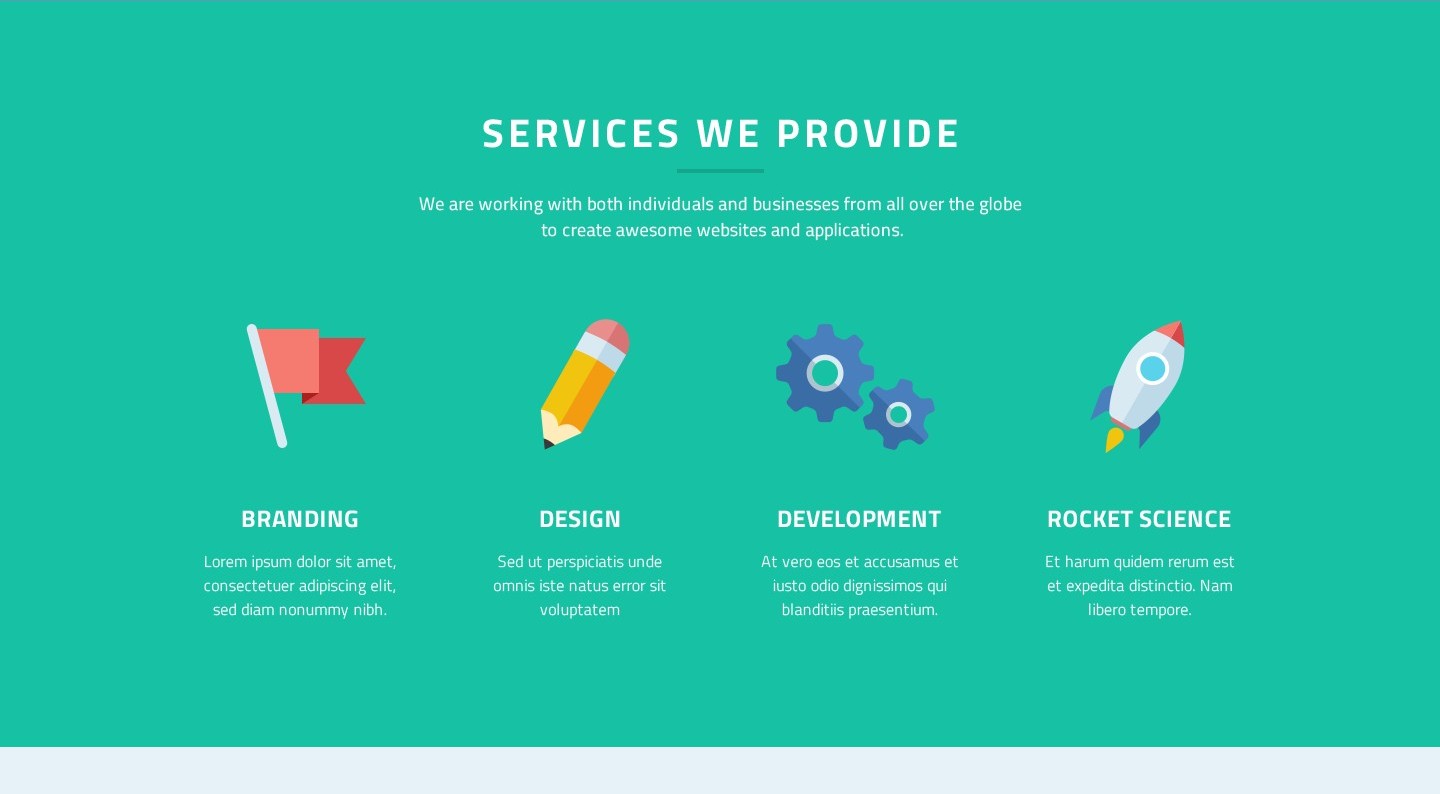 SERVICES WE PROVIDE
We are working with both individuals and businesses from all over the globe
to create awesome websites and applications.
BRANDING
Lorem ipsum dolor sit amet,
consectetuer adipiscing elit,
sed diam nonummy nibh.
DESIGN
Sed ut perspiciatis unde
omnis iste natus error sit
voluptatem
DEVELOPMENT
At vero eos et accusamus et
iusto odio dignissimos qui
blanditiis praesentium.
ROCKET SCIENCE
Et harum quidem rerum est
et expedita distinctio. Nam
libero tempore.